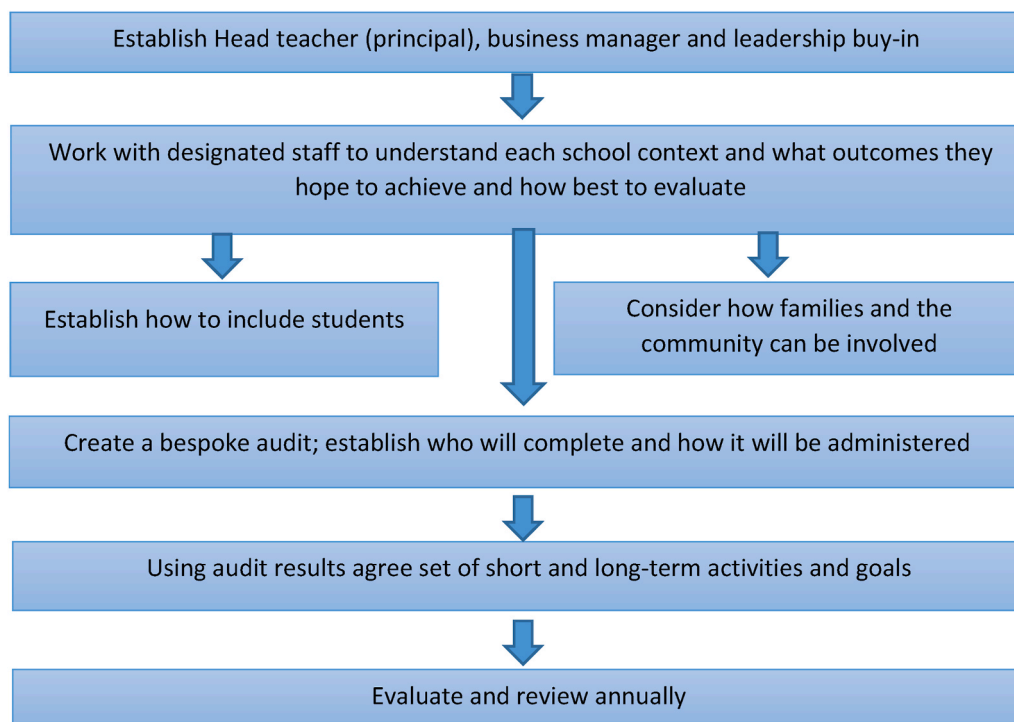 Establish Head teacher (principal), business manager and leadership buy-in
Work with designated staff to understand each school context and what outcomes they
hope to achieve and how best to evaluate
Establish how to include students
Consider how families and the
community can be involved
Create a bespoke audit; establish who will complete and how it will be administered
Using audit results agree set of short and long-term activities and goals
Evaluate and review annually